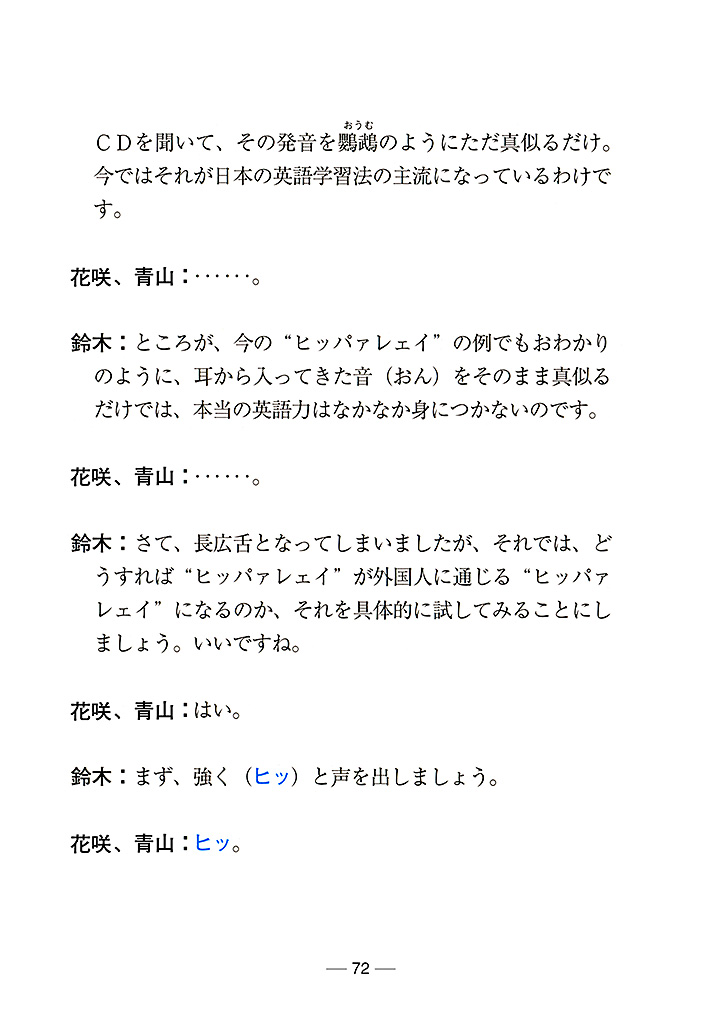 おうむ
ＣＤを聞いて、その発音を鸚鵡のようにただ真似るだけ。
今ではそれが日本の英語学習法の主流になっているわけで
す。
花咲、青山：‥‥‥。
鈴木：ところが、今の“ヒッパァレェイ”の例でもおわかり
のように、耳から入ってきた音（おん）をそのまま真似る
だけでは、本当の英語力はなかなか身につかないのです。
花咲、青山：‥‥‥。
鈴木：さて、長広舌となってしまいましたが、それでは、ど
うすれば“ヒッパァレェイ”が外国人に通じる“ヒッパァ
レェイ”になるのか、それを具体的に試してみることにし
ましょう。いいですね。
花咲、青山：はい。
鈴木：まず、強く（ヒッ）と声を出しましょう。
花咲、青山：ヒッ。
― 72 ―